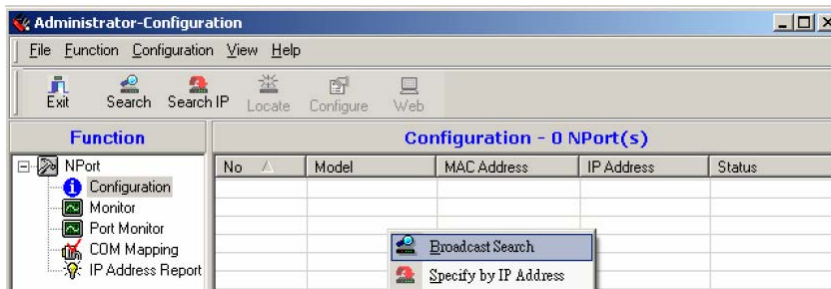 Administrator-Configuration
File Function Configuration View Help
Exit Search Search IP Locate Configure Web
Function
Configuration - 0 NPort(s)
NPort
Configuration
Monitor
Port Monitor
COM Mapping
IP Address Report
No Model MAC Address IP Address Status
Broadcast Search
Specify by IP Address